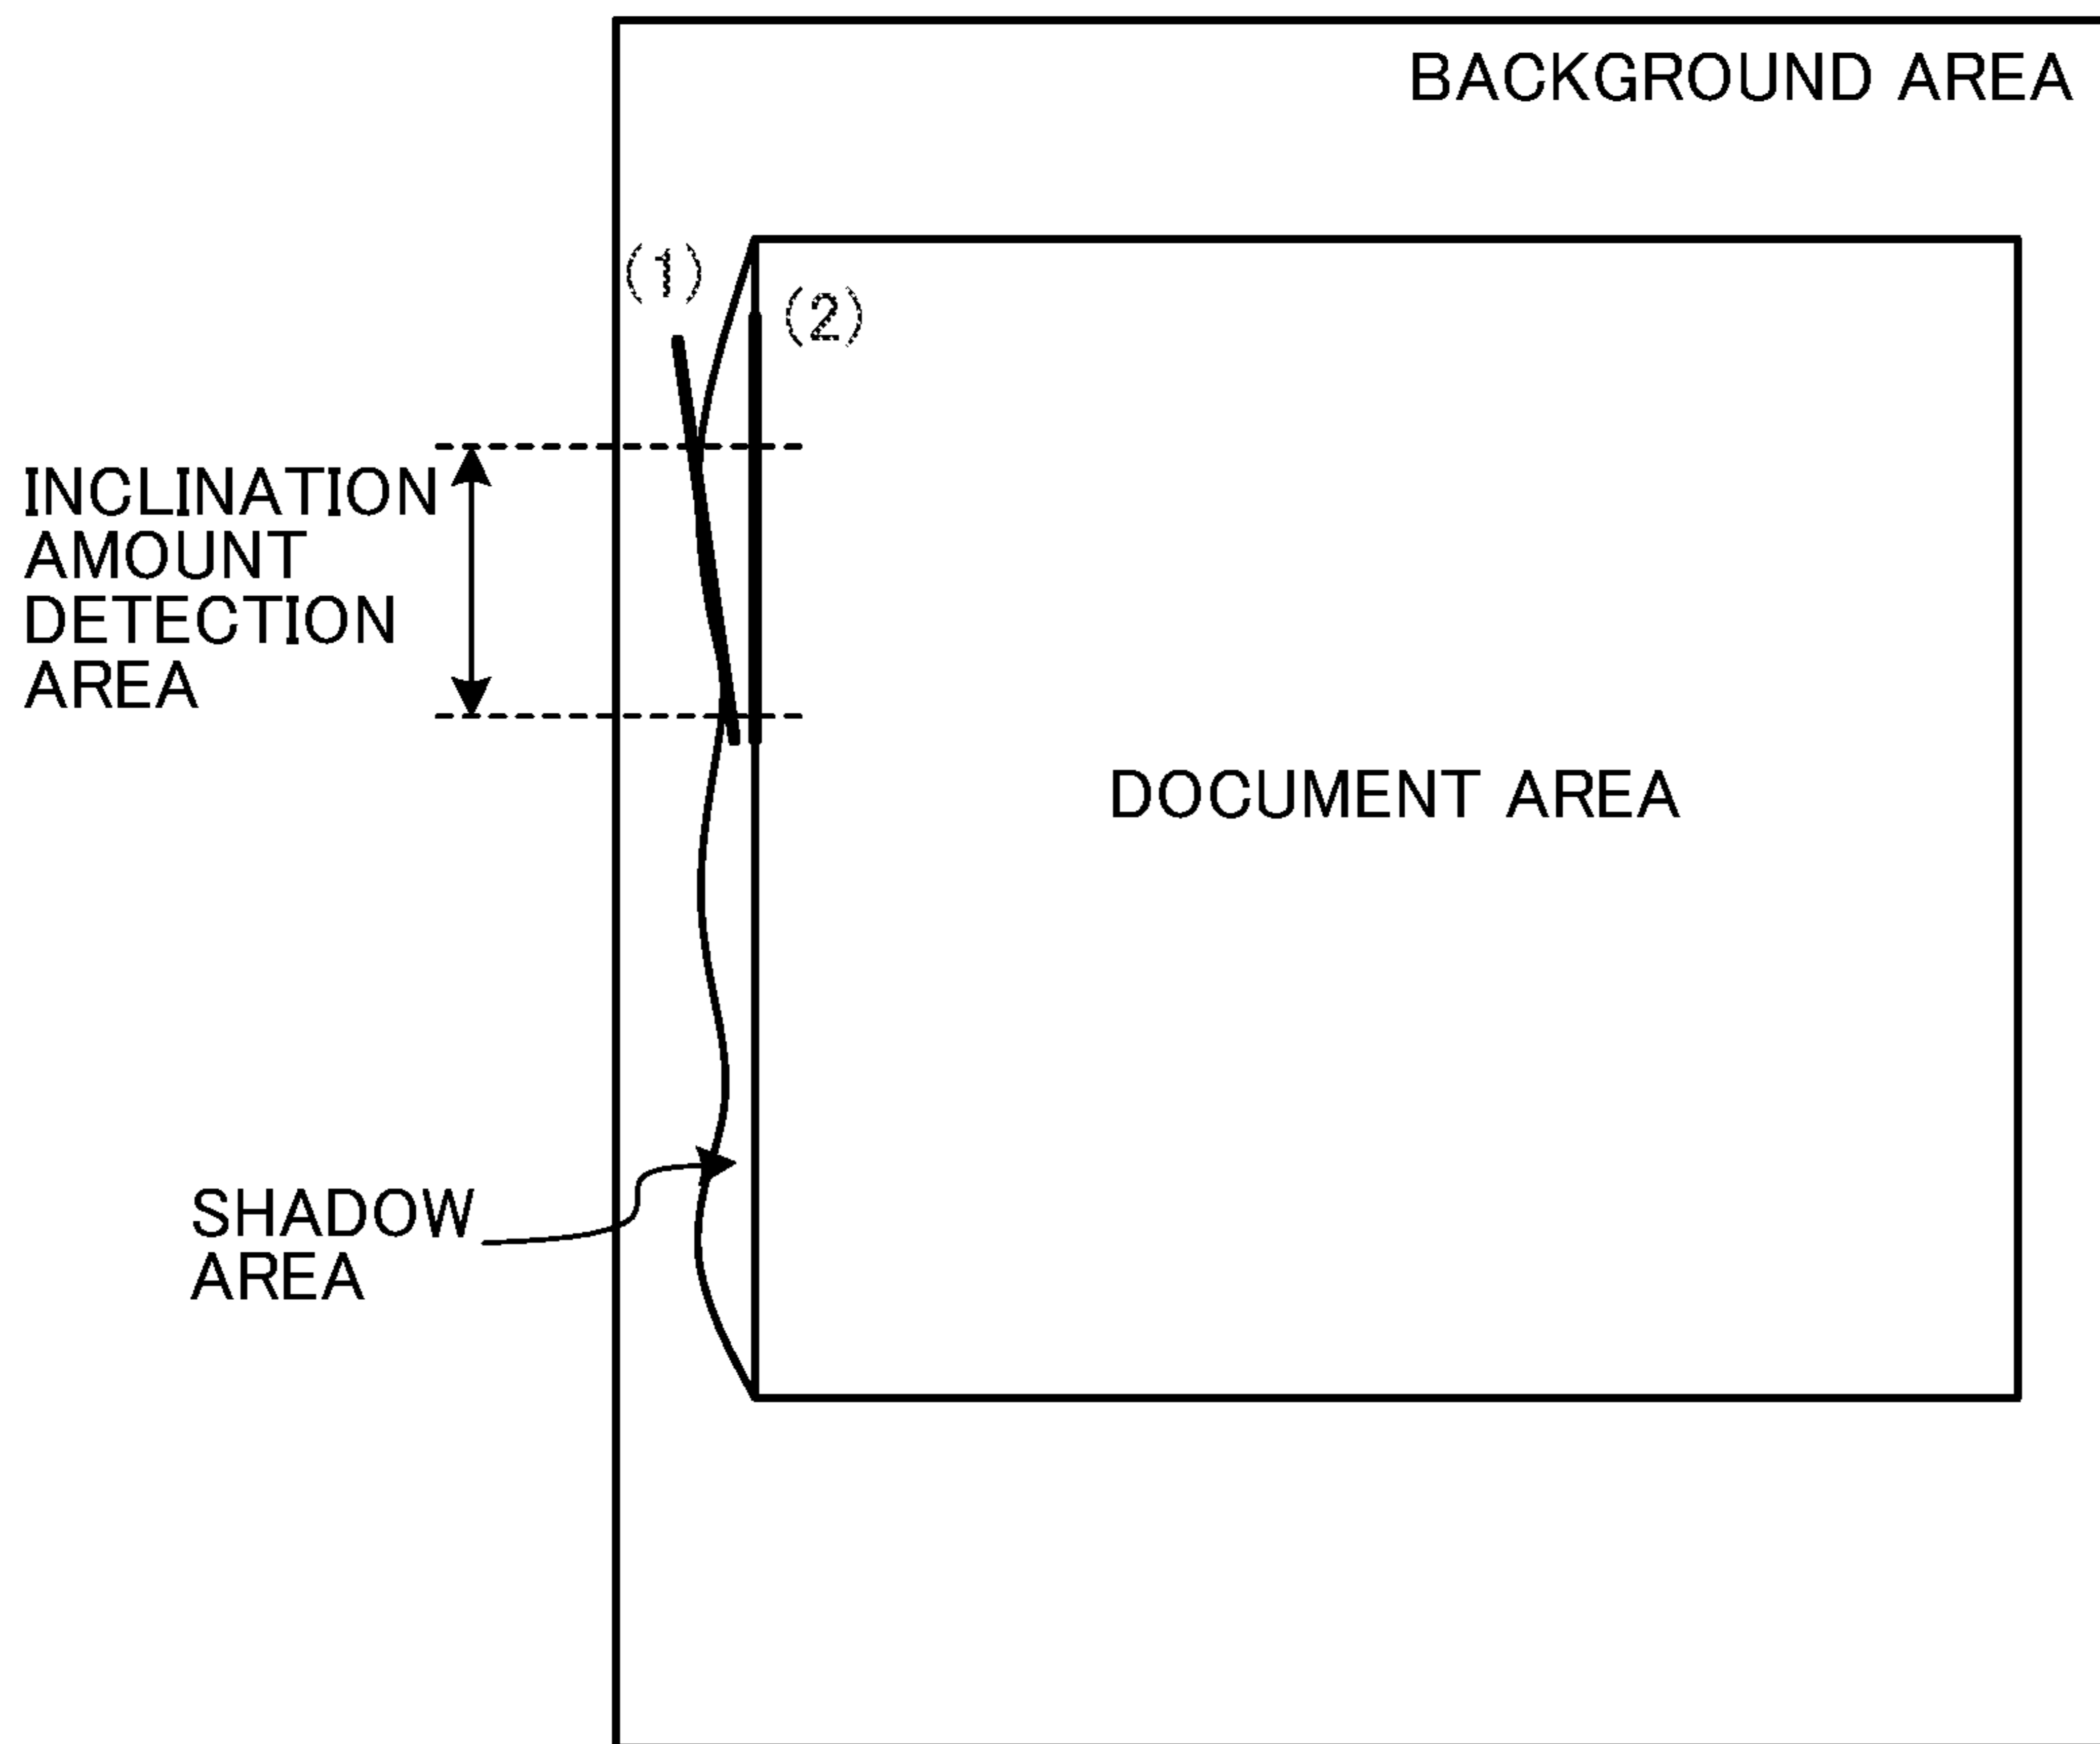 BACKGROUND AREA
(1)
(2)
INCLINATION
AMOUNT
DETECTION
AREA
DOCUMENT AREA
SHADOW
AREA